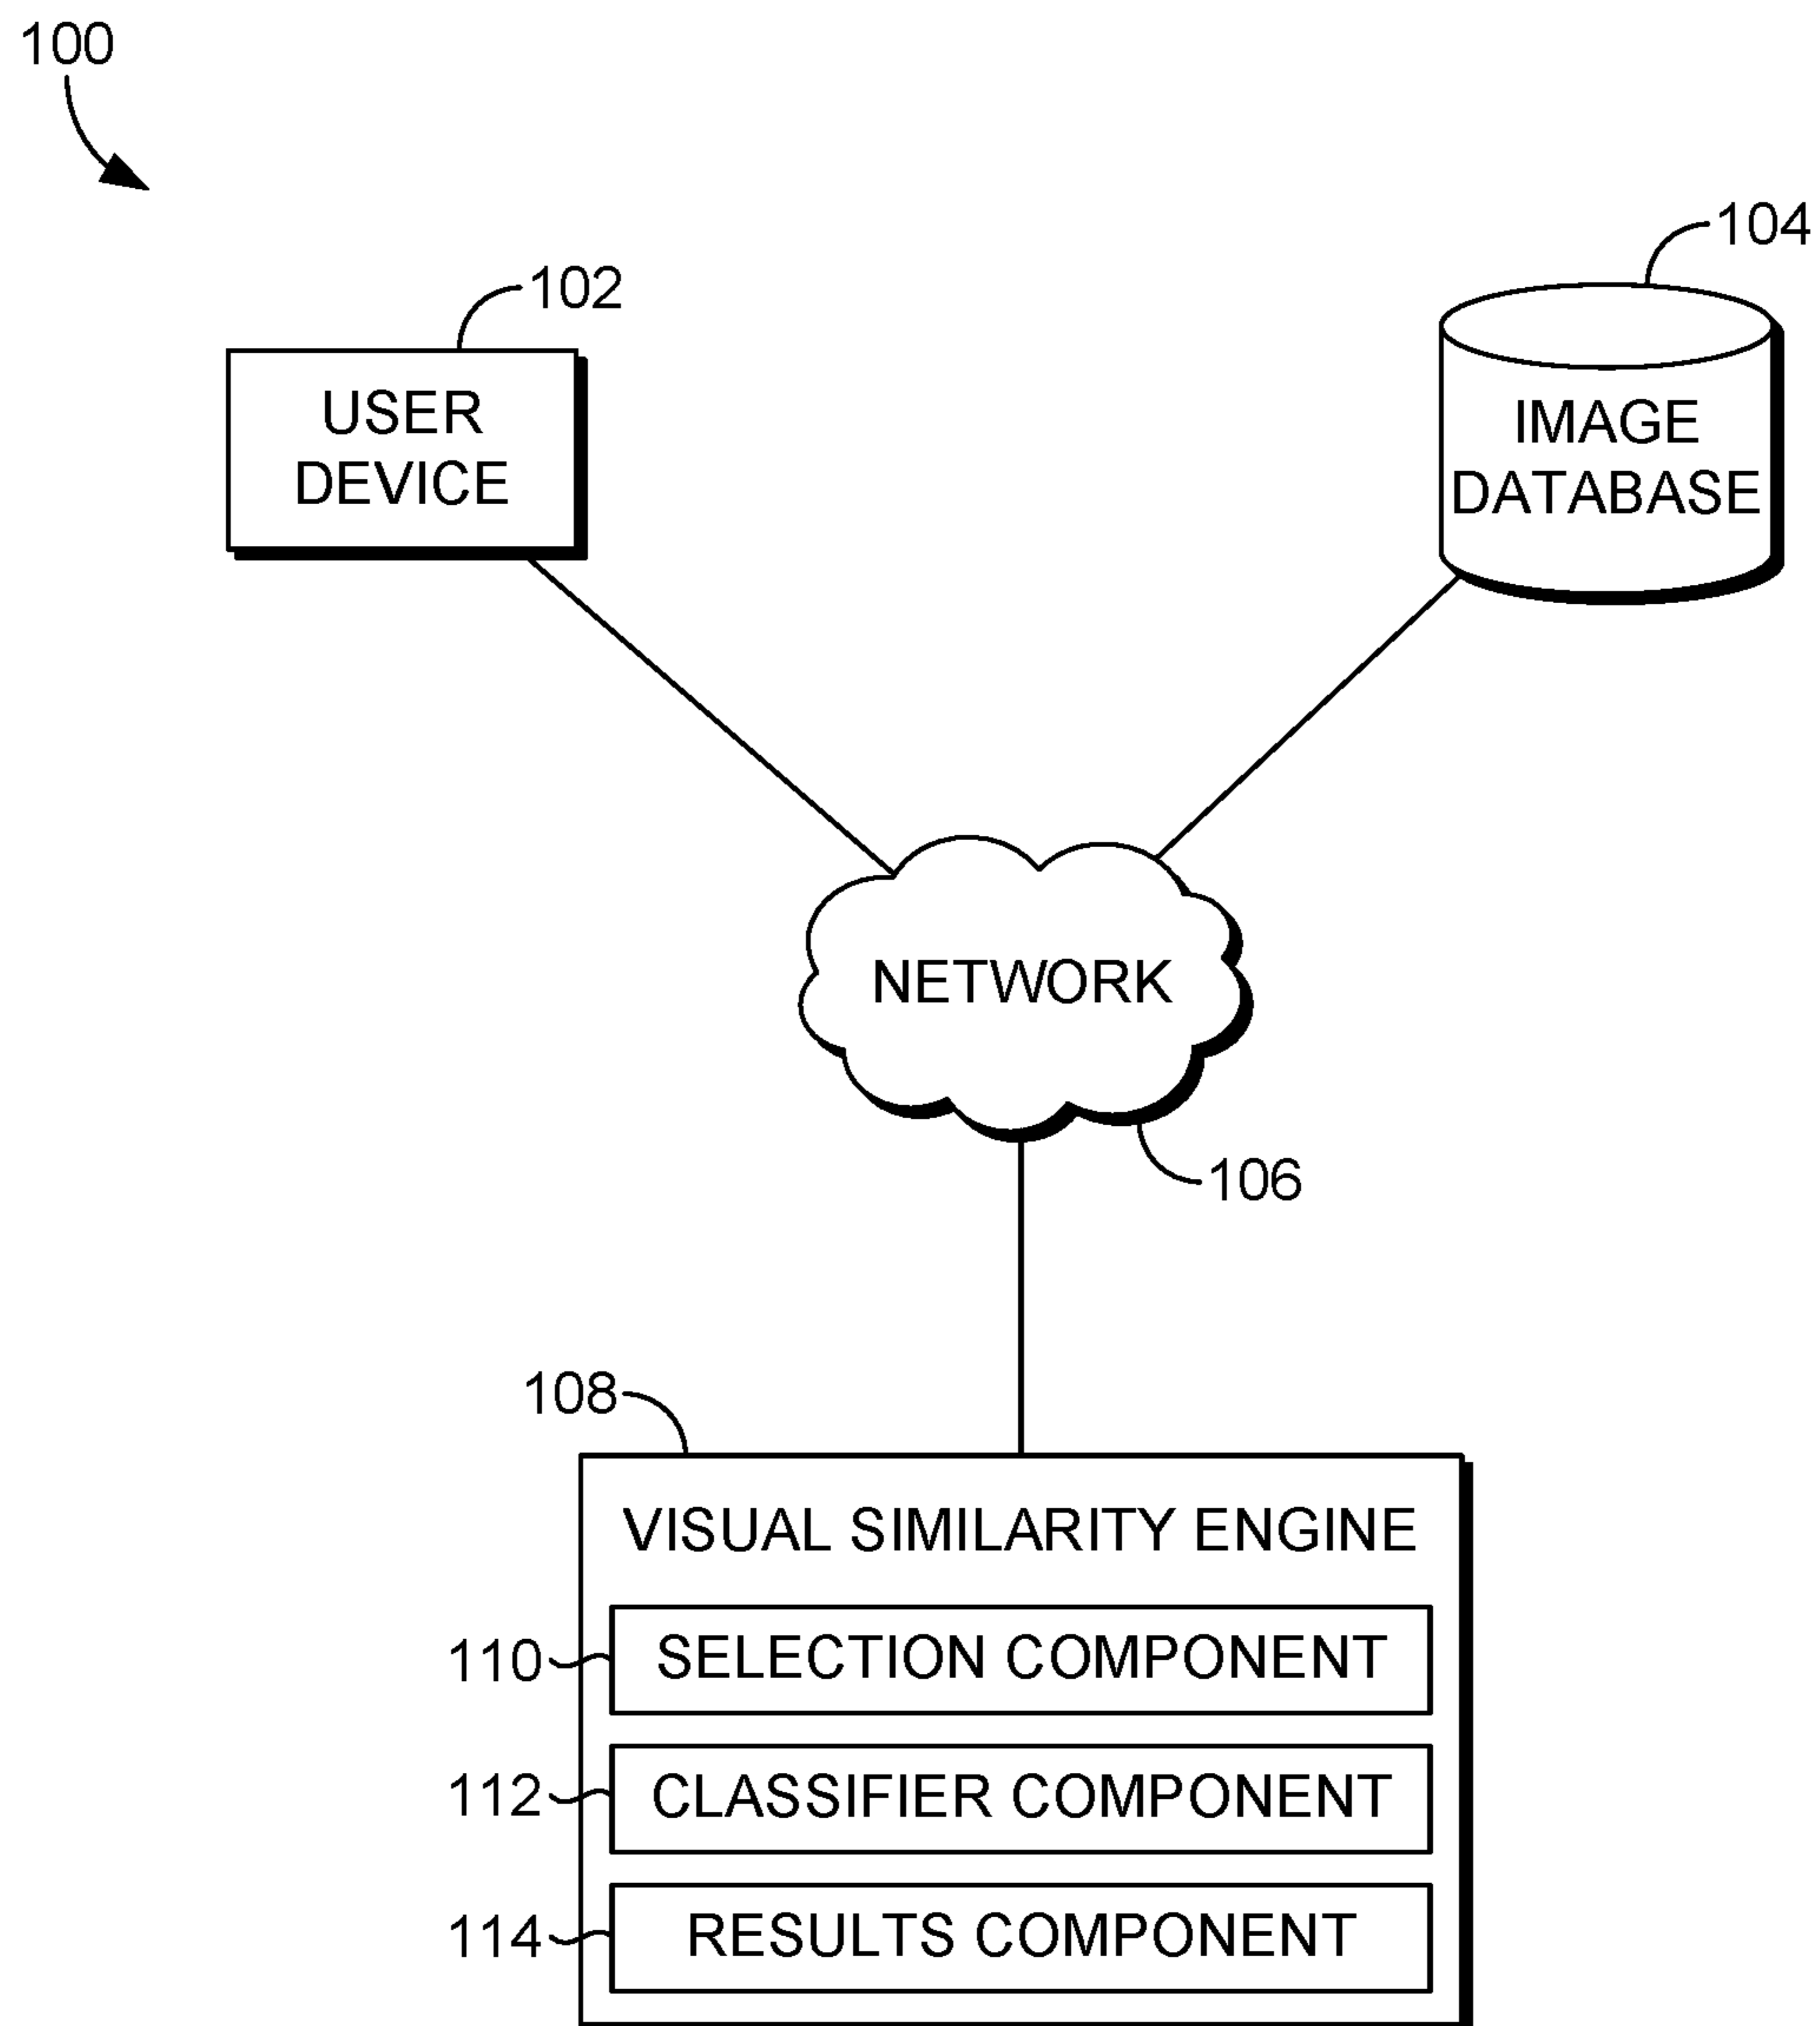 100
104
102
USER
DEVICE
IMAGE
DATABASE
NETWORK
106
108
VISUAL SIMILARITY ENGINE
110
SELECTION COMPONENT
112
CLASSIFIER COMPONENT
114
RESULTS COMPONENT